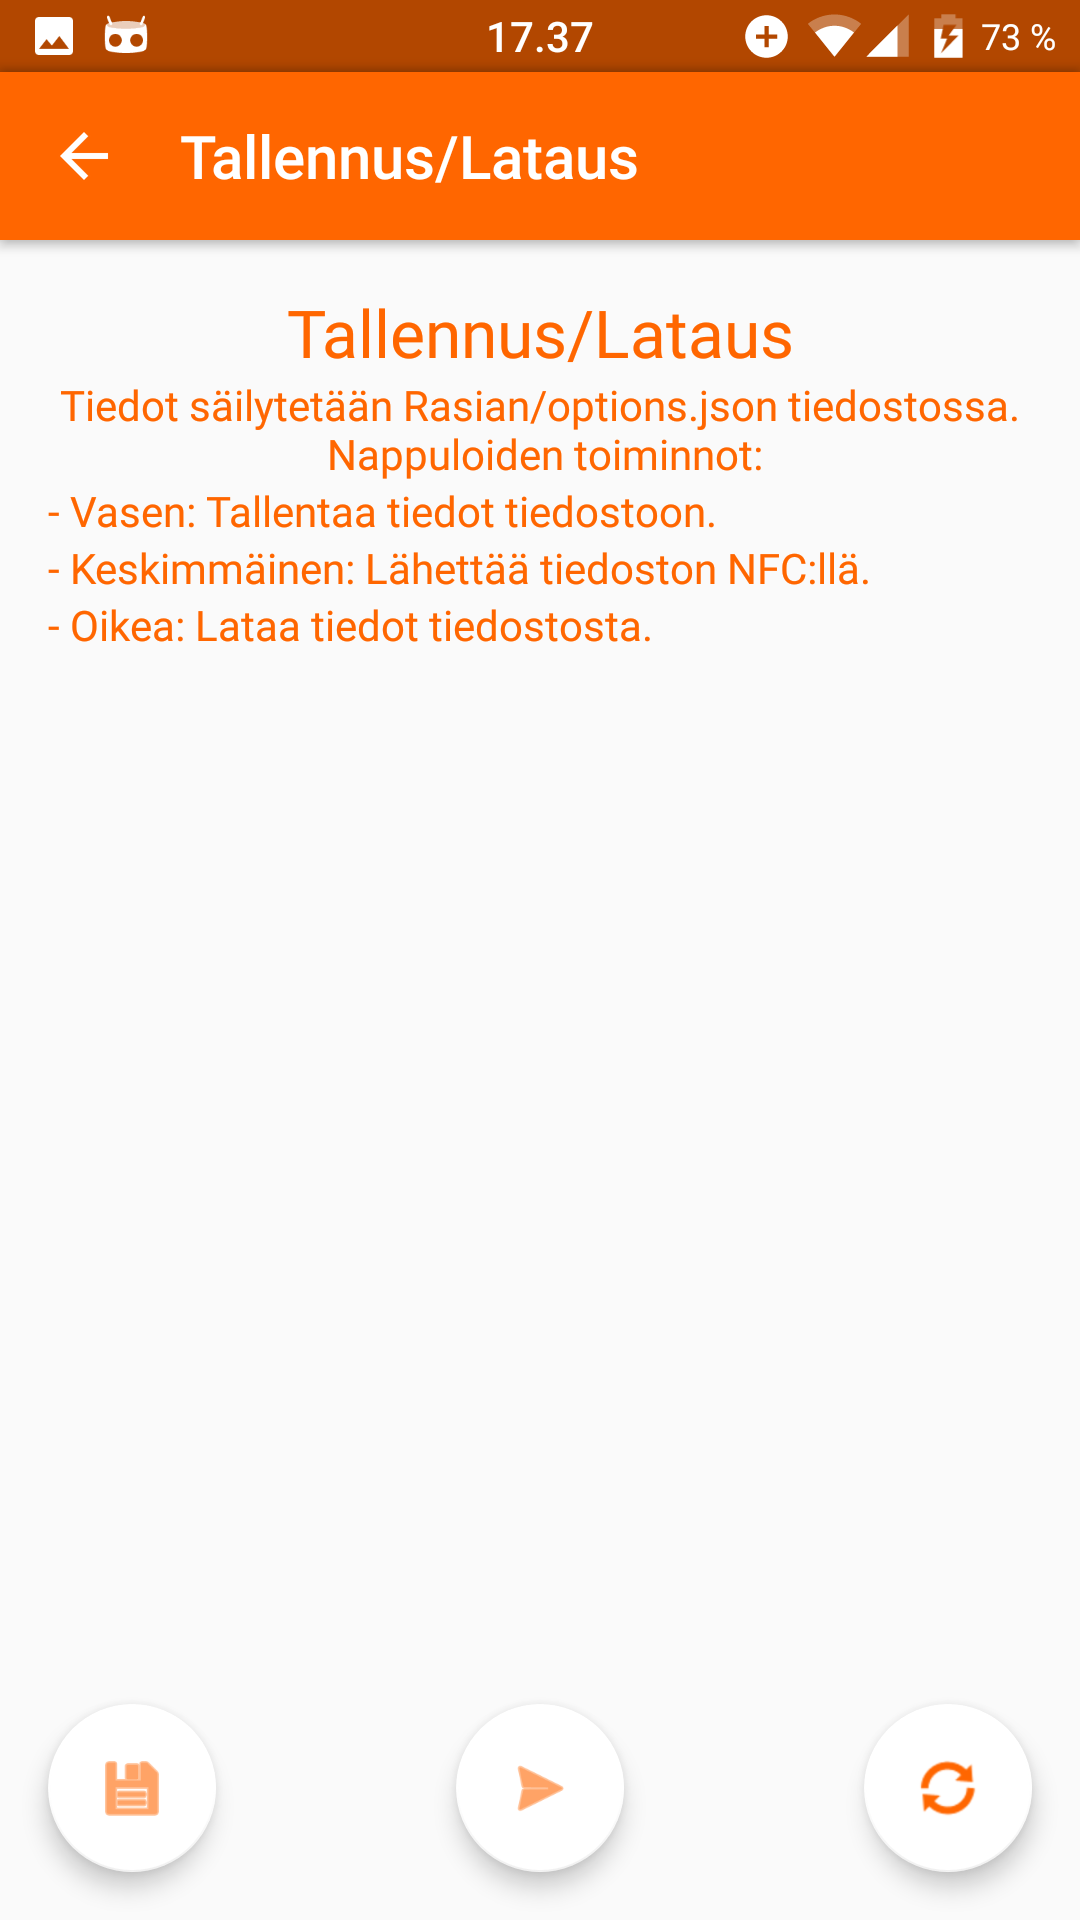 17.37
73 %
Tallennus/Lataus
Tallennus/Lataus
Tiedot säilytetään Rasian/options.json tiedostossa.
Nappuloiden toiminnot:
- Vasen: Tallentaa tiedot tiedostoon.
- Keskimmäinen: Lähettää tiedoston NFC:llä.
- Oikea: Lataa tiedot tiedostosta.